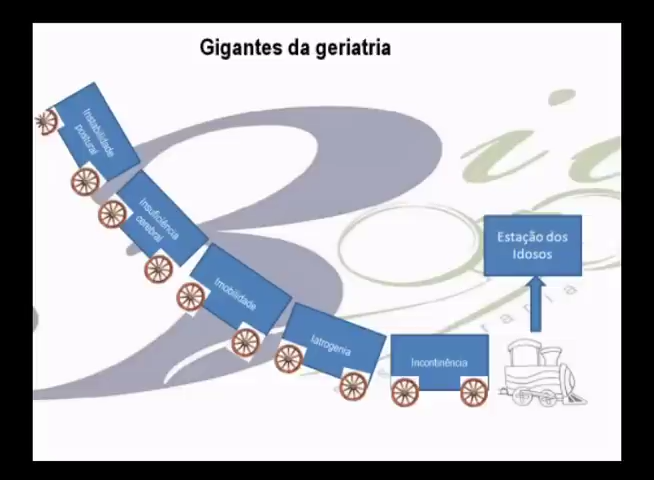 Gigantes da geriatria
Instabilidade
postural
Insuficiência
cerebral
Imobilidade
Iatrogenia
Incontinência
Estação dos
Idosos